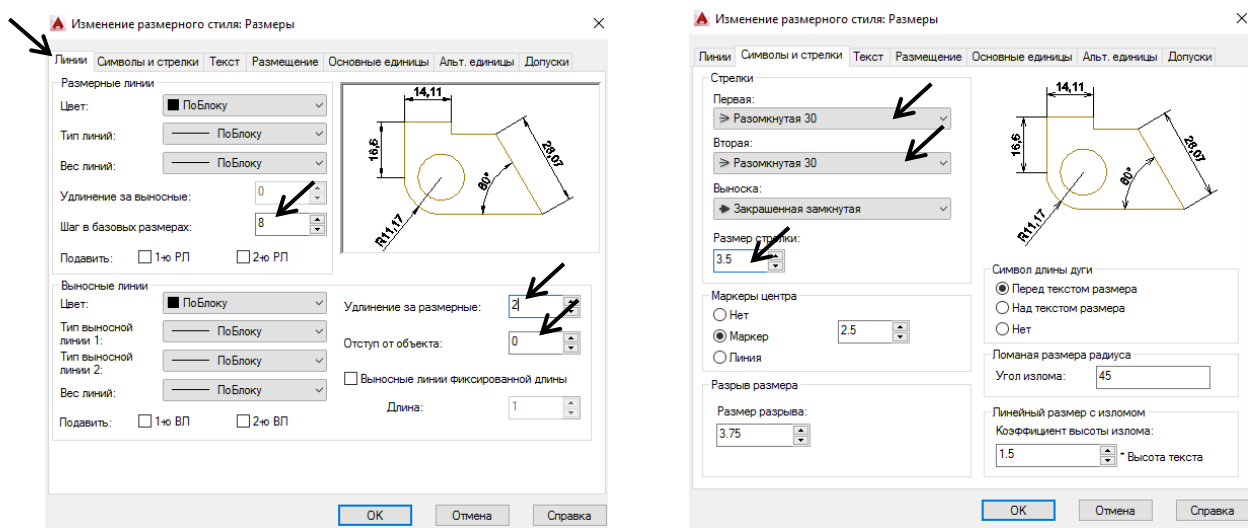 Изменение размерного стиля: Размеры
Линии Символы и стрелки Текст Размещение Основные единицы Альт. единицы Допуски
Размерные линии
Цвет: ПоБлоку
Тип линий: ПоБлоку
Вес линий: ПоБлоку
Удлинение за выносные: 0
Шаг в базовых размерах: 8
Подавить: 1-ю РЛ 2-ю РЛ
14,11
16,6
28,07
60°
R11,17
Выносные линии
Цвет: ПоБлоку
Тип выносной
линии 1: ПоБлоку
Тип выносной
линии 2: ПоБлоку
Вес линий: ПоБлоку
Подавить: 1-ю ВЛ 2-ю ВЛ
Удлинение за размерные: 2
Отступ от объекта: 0
Выносные линии фиксированной длины
Длина: 1
OK Отмена Справка
Изменение размерного стиля: Размеры
Линии Символы и стрелки Текст Размещение Основные единицы Альт. единицы Допуски
Стрелки
Первая:
Разомкнутая 30
Вторая:
Разомкнутая 30
Выноска:
Закрашенная замкнутая
Размер стрелки:
3.5
Маркеры центра
Нет
Маркер 2.5
Линия
Разрыв размера
Размер разрыва:
3.75
14,11
16,6
28,07
60°
R11,17
Символ длины дуги
Перед текстом размера
Над текстом размера
Нет
Ломаная размера радиуса
Угол излома: 45
Линейный размер с изломом
Коэффициент высоты излома:
1.5 * Высота текста
OK Отмена Справка